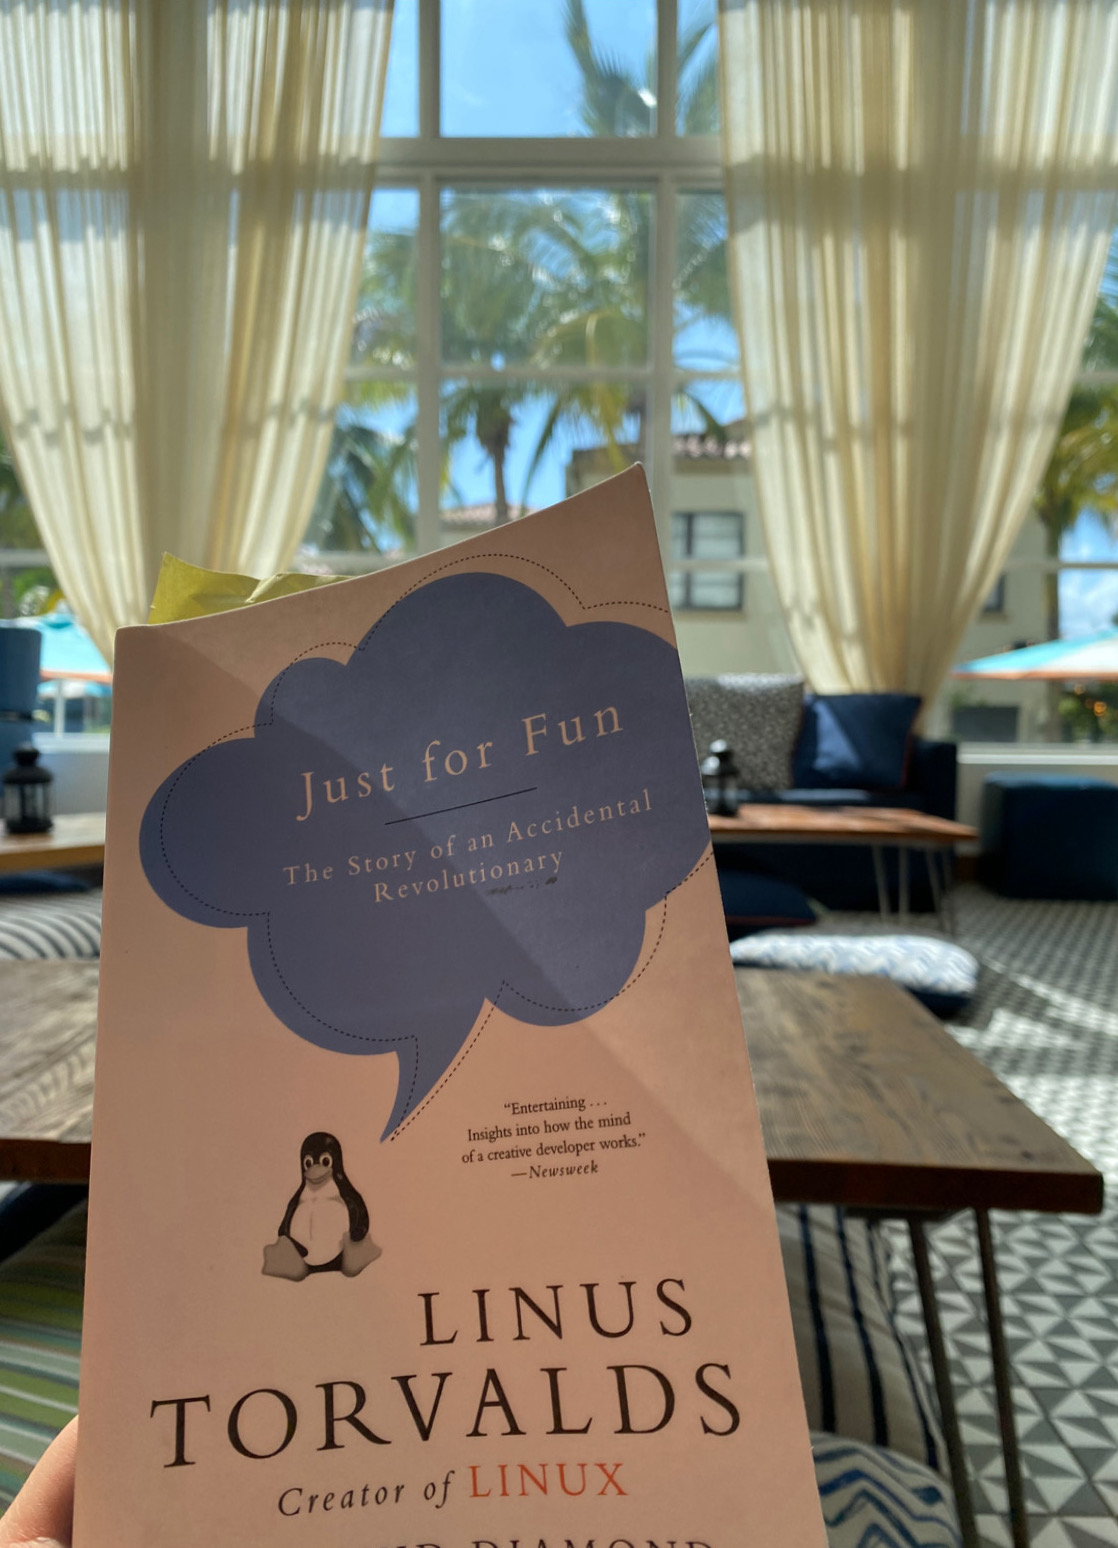 Just for Fun
The Story of an Accidental
Revolutionary
“Entertaining . . .
Insights into how the mind
of a creative developer works.”
—Newsweek
LINUS
TORVALDS
Creator of LINUX
DIAMOND